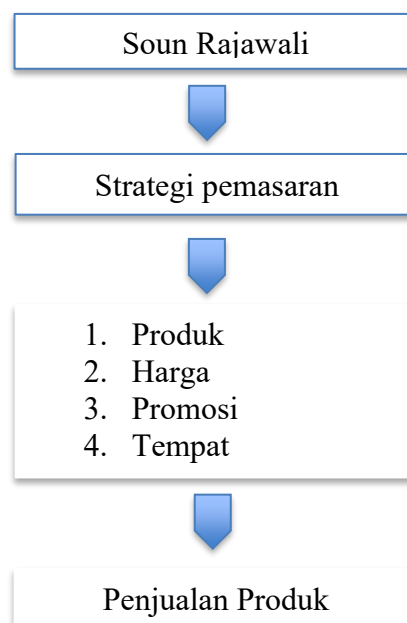 Soun Rajawali
Strategi pemasaran
1. Produk
2. Harga
3. Promosi
4. Tempat
Penjualan Produk